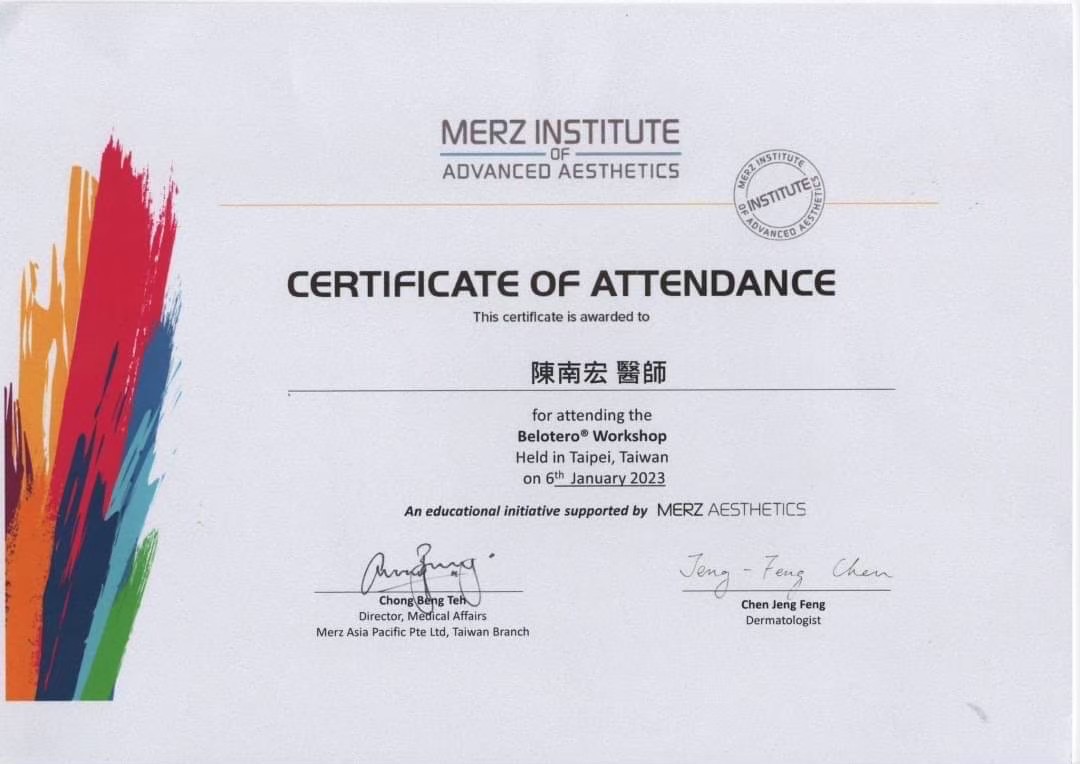 MERZ INSTITUTE
OF
ADVANCED AESTHETICS
MERZ INSTITUTE
INSTITUTE
OF ADVANCED AESTHETICS
CERTIFICATE OF ATTENDANCE
This certificate is awarded to
陳南宏 醫師
for attending the
Belotero® Workshop
Held in Taipei, Taiwan
on 6th January 2023
An educational initiative supported by MERZ AESTHETICS
Jeng-Feng Chen
Chong Beng Teh
Director, Medical Affairs
Merz Asia Pacific Pte Ltd, Taiwan Branch
Chen Jeng Feng
Dermatologist